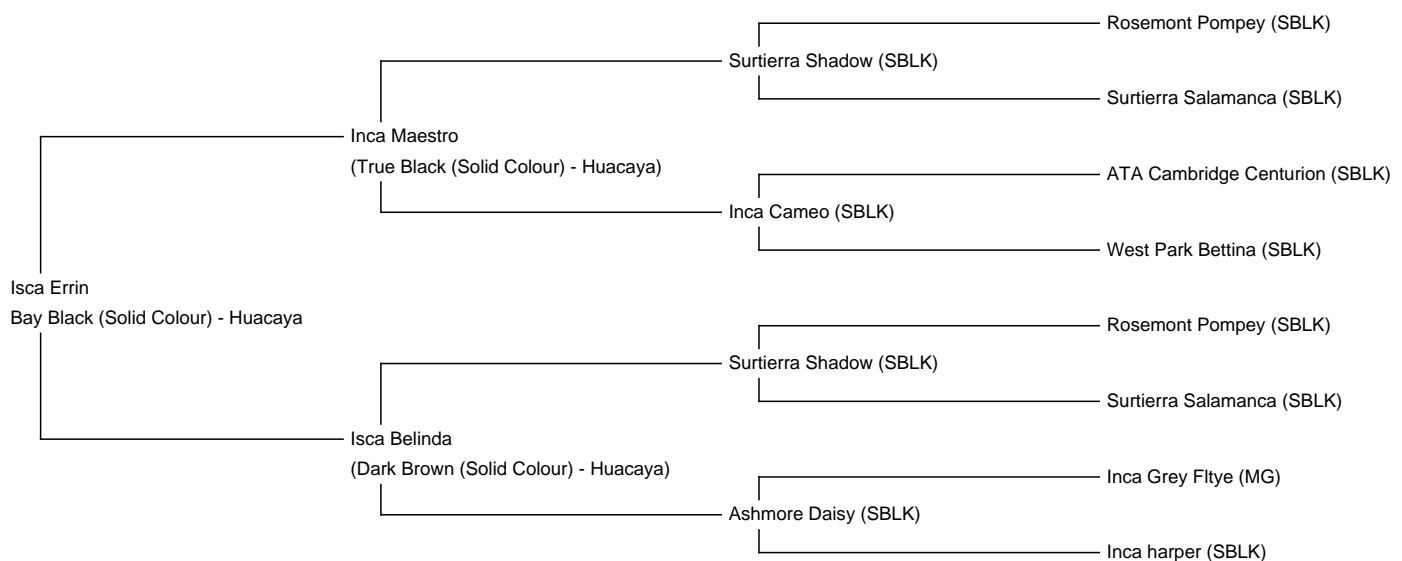 Rosemont Pompey (SBLK)
Surtierra Shadow (SBLK)
Surtierra Salamanca (SBLK)
Inca Maestro
(True Black (Solid Colour) - Huacaya)
ATA Cambridge Centurion (SBLK)
Inca Cameo (SBLK)
West Park Bettina (SBLK)
Isca Errin
Bay Black (Solid Colour) - Huacaya
Rosemont Pompey (SBLK)
Surtierra Shadow (SBLK)
Surtierra Salamanca (SBLK)
Isca Belinda
(Dark Brown (Solid Colour) - Huacaya)
Inca Grey Fltye (MG)
Ashmore Daisy (SBLK)
Inca harper (SBLK)